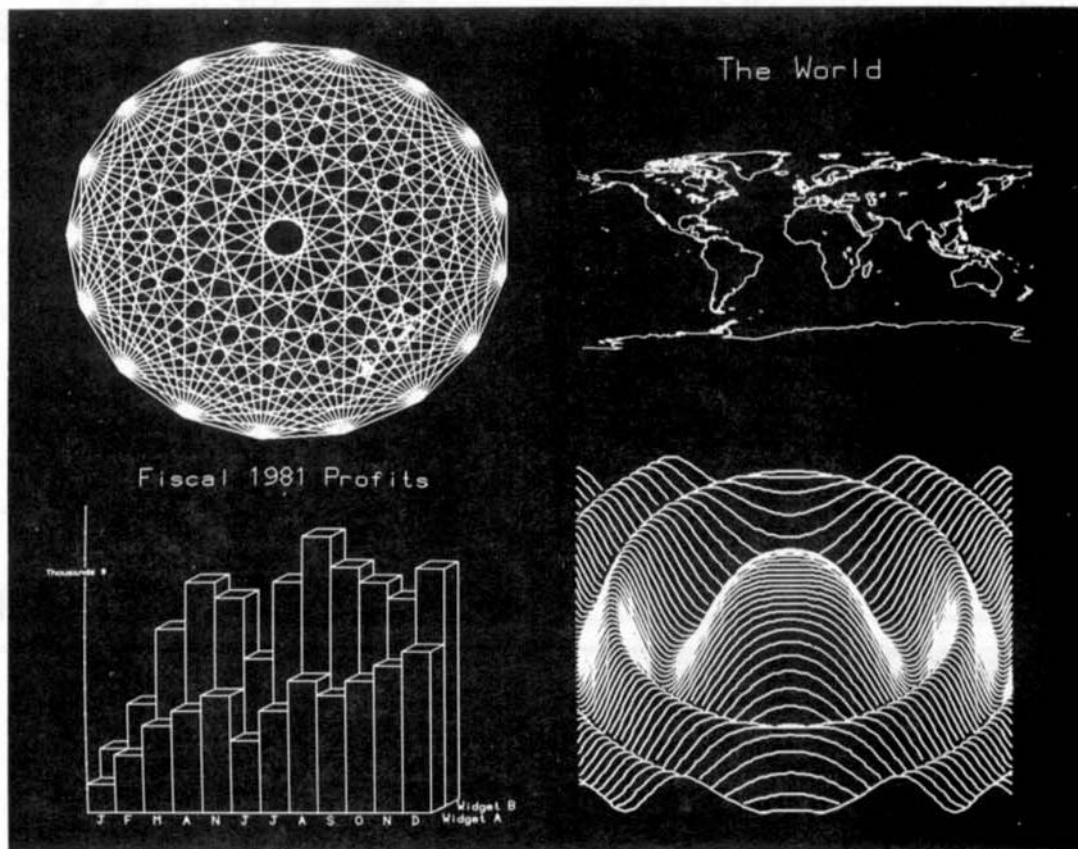 The World
Fiscal 1981 Profits
Thousands $
Widget B
J F M A N J J A S O N D Widget A